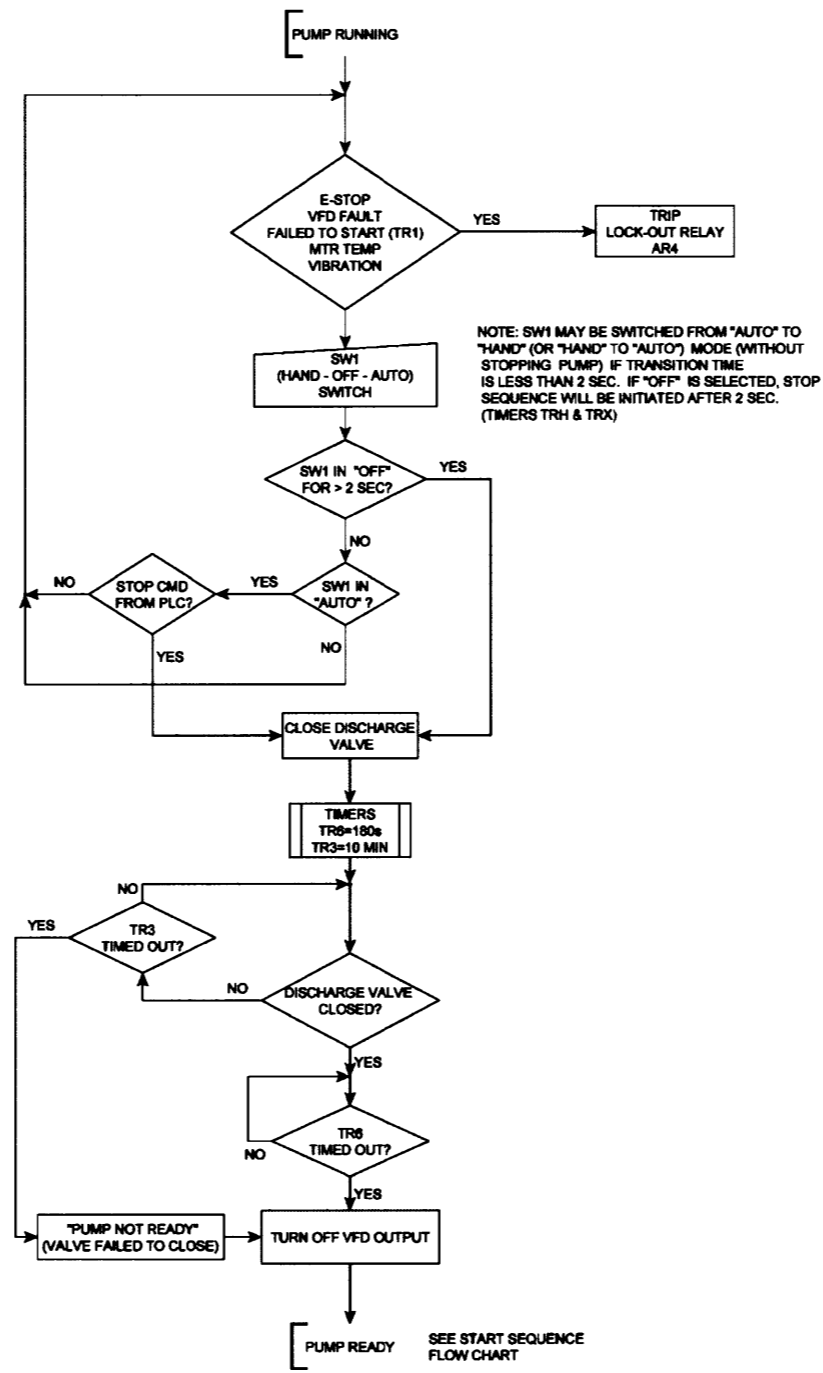 PUMP RUNNING
E-STOP
VFD FAULT
FAILED TO START (TR1)
MTR TEMP
VIBRATION
YES
TRIP
LOCK-OUT RELAY
AR4
NOTE: SW1 MAY BE SWITCHED FROM "AUTO" TO
"HAND" (OR "HAND" TO "AUTO") MODE (WITHOUT
STOPPING PUMP) IF TRANSITION TIME
IS LESS THAN 2 SEC. IF "OFF" IS SELECTED, STOP
SEQUENCE WILL BE INITIATED AFTER 2 SEC.
(TIMERS TRH & TRX)
SW1
(HAND - OFF - AUTO)
SWITCH
SW1 IN "OFF"
FOR > 2 SEC?
YES
NO
SW1 IN
"AUTO" ?
YES
NO
STOP CMD
FROM PLC?
NO
YES
CLOSE DISCHARGE
VALVE
TIMERS
TR6=180s
TR3=10 MIN
NO
YES
TR3
TIMED OUT?
NO
DISCHARGE VALVE
CLOSED?
YES
TR6
TIMED OUT?
NO
YES
"PUMP NOT READY"
(VALVE FAILED TO CLOSE)
TURN OFF VFD OUTPUT
PUMP READY
SEE START SEQUENCE
FLOW CHART